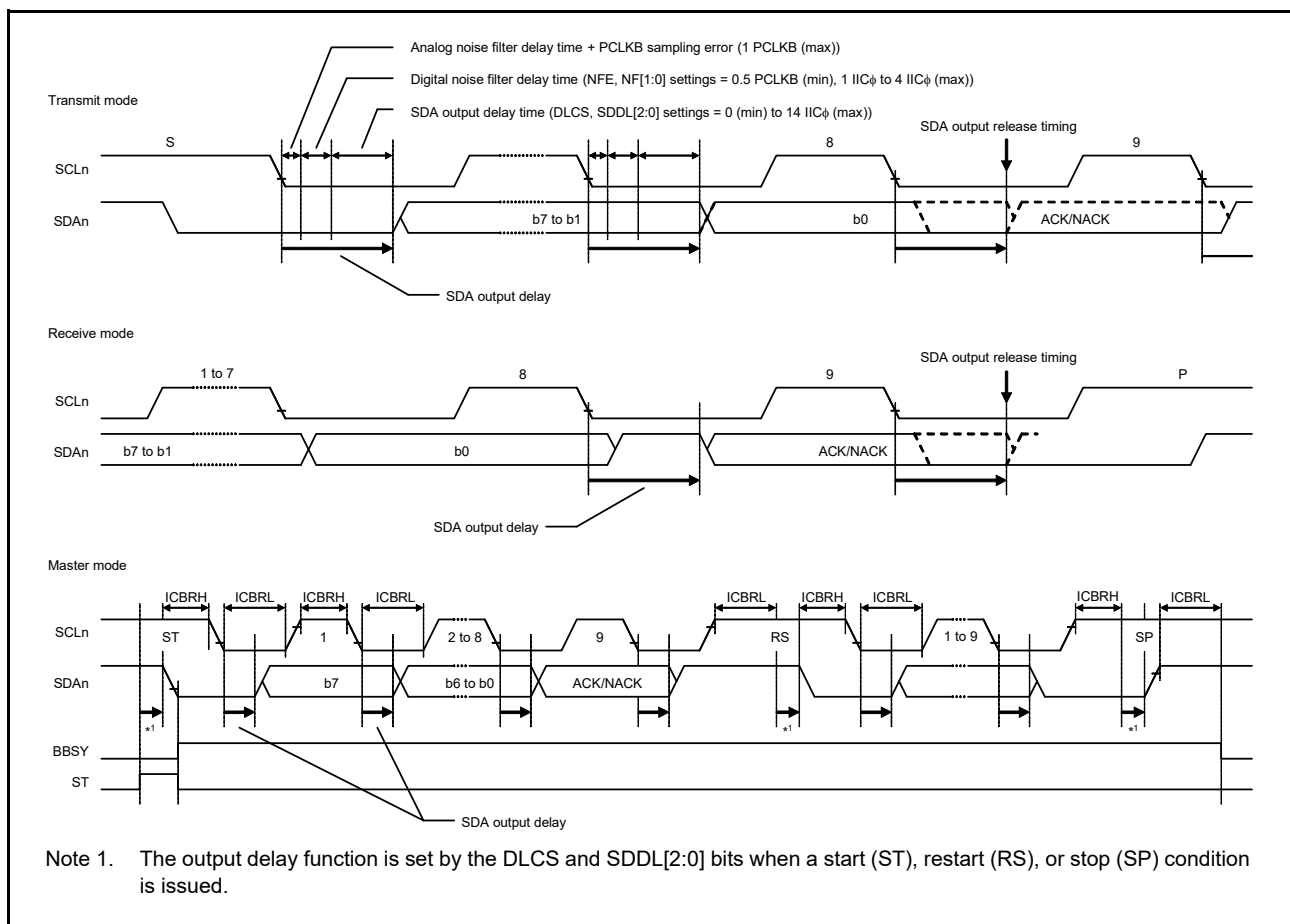 Analog noise filter delay time + PCLKB sampling error (1 PCLKB (max))
Digital noise filter delay time (NFE, NF[1:0] settings = 0.5 PCLKB (min), 1 IICϕ to 4 IICϕ (max))
Transmit mode
SDA output delay time (DLCS, SDDL[2:0] settings = 0 (min) to 14 IICϕ (max))
SDA output release timing
S 8 9
SCLn
SDAn
b7 to b1 b0 ACK/NACK
SDA output delay
Receive mode
SDA output release timing
1 to 7 8 9 P
SCLn
SDAn
b7 to b1 b0 ACK/NACK
SDA output delay
Master mode
ICBRH ICBRL ICBRH ICBRL ICBRL ICBRH ICBRL ICBRH ICBRL
SCLn
ST 1 2 to 8 9 RS 1 to 9 SP
SDAn
b7 b6 to b0 ACK/NACK
*1 *1 *1
BBSY
ST
SDA output delay
Note 1. The output delay function is set by the DLCS and SDDL[2:0] bits when a start (ST), restart (RS), or stop (SP) condition
is issued.